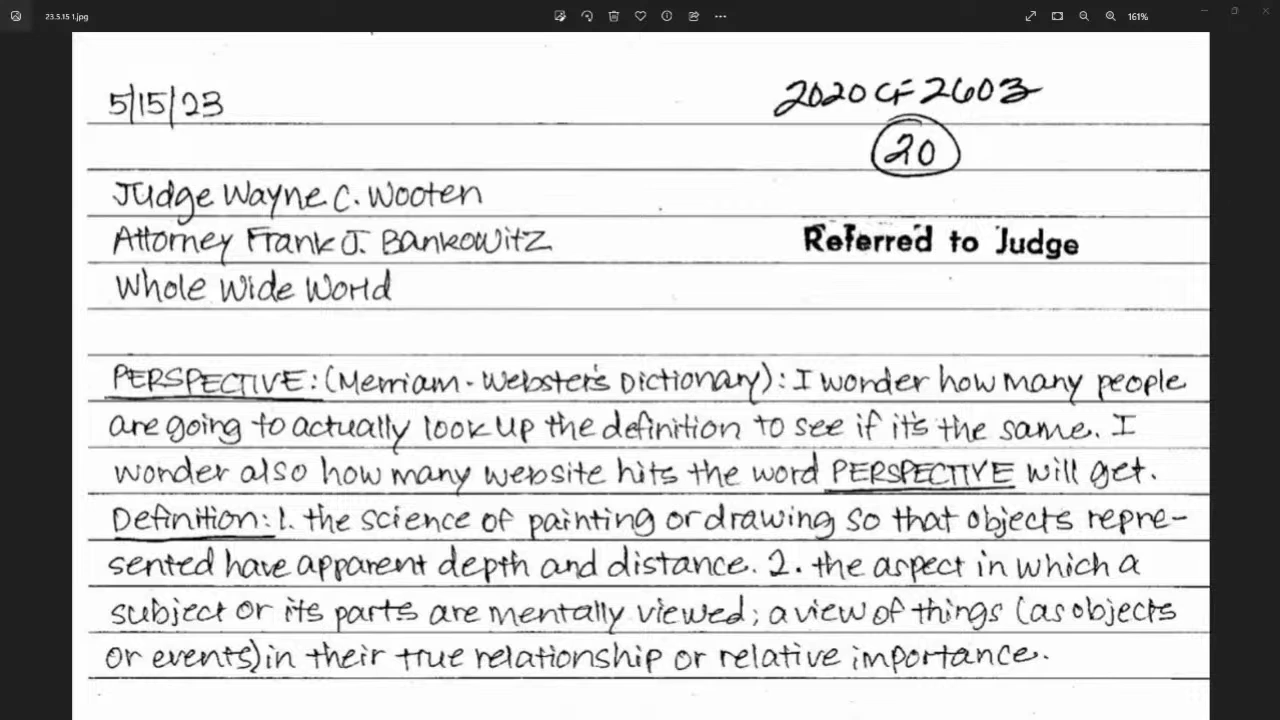 23.5.15 1.jpg
161%
5/15/23
2020 CF 2603
20
Judge Wayne C. Wooten
Attorney Frank J. Bankowitz
Referred to Judge
Whole Wide World
PERSPECTIVE: (Merriam-Webster's Dictionary): I wonder how many people
are going to actually look up the definition to see if it's the same. I
wonder also how many website hits the word PERSPECTIVE will get.
Definition: 1. the science of painting or drawing so that objects repre-
sented have apparent depth and distance. 2. the aspect in which a
subject or its parts are mentally viewed; a view of things (as objects
or events) in their true relationship or relative importance.